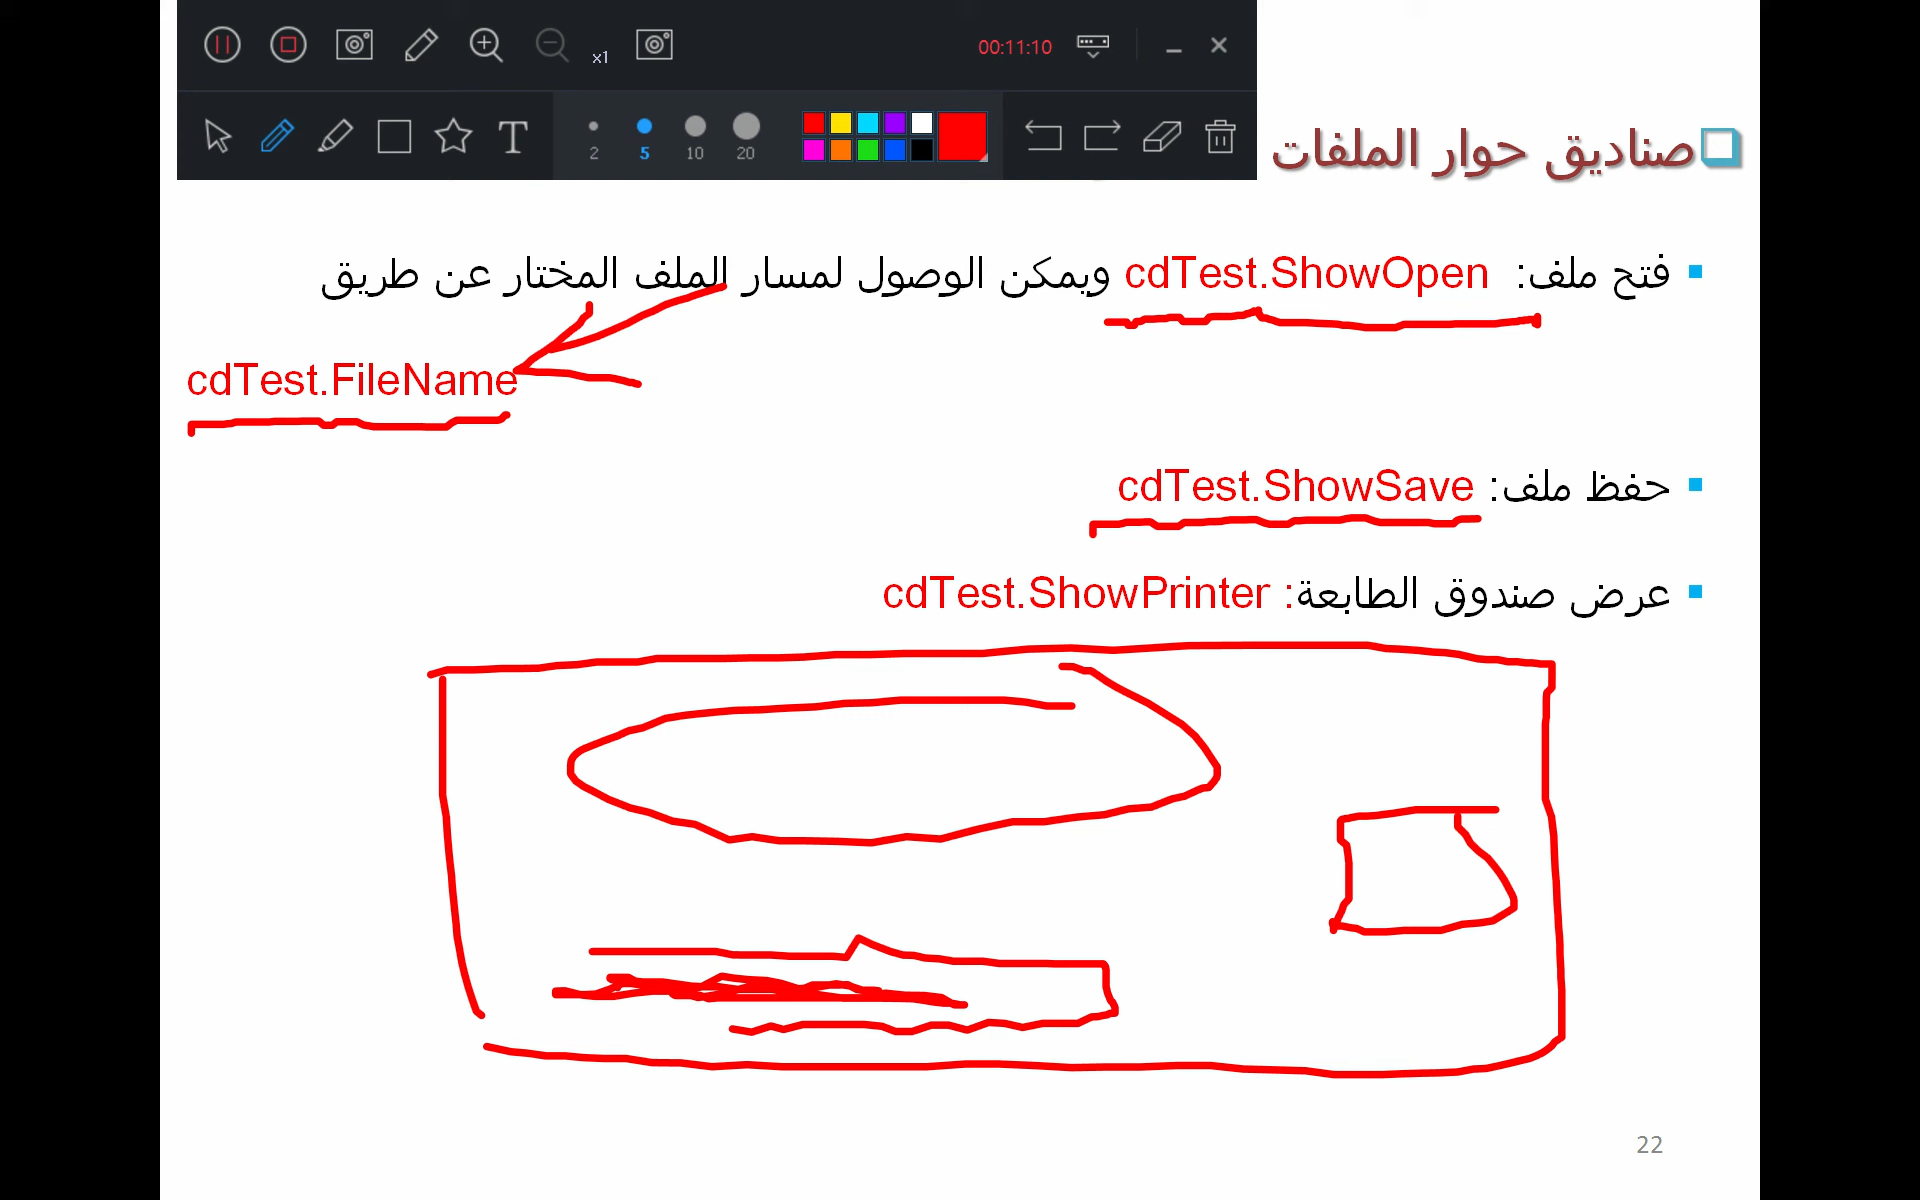 x1
00:11:10
T
2 5 10 20
صناديق حوار الملفات
فتح ملف: cdTest.ShowOpen ويمكن الوصول لمسار الملف المختار عن طريق
cdTest.FileName
حفظ ملف: cdTest.ShowSave
عرض صندوق الطابعة: cdTest.ShowPrinter
22